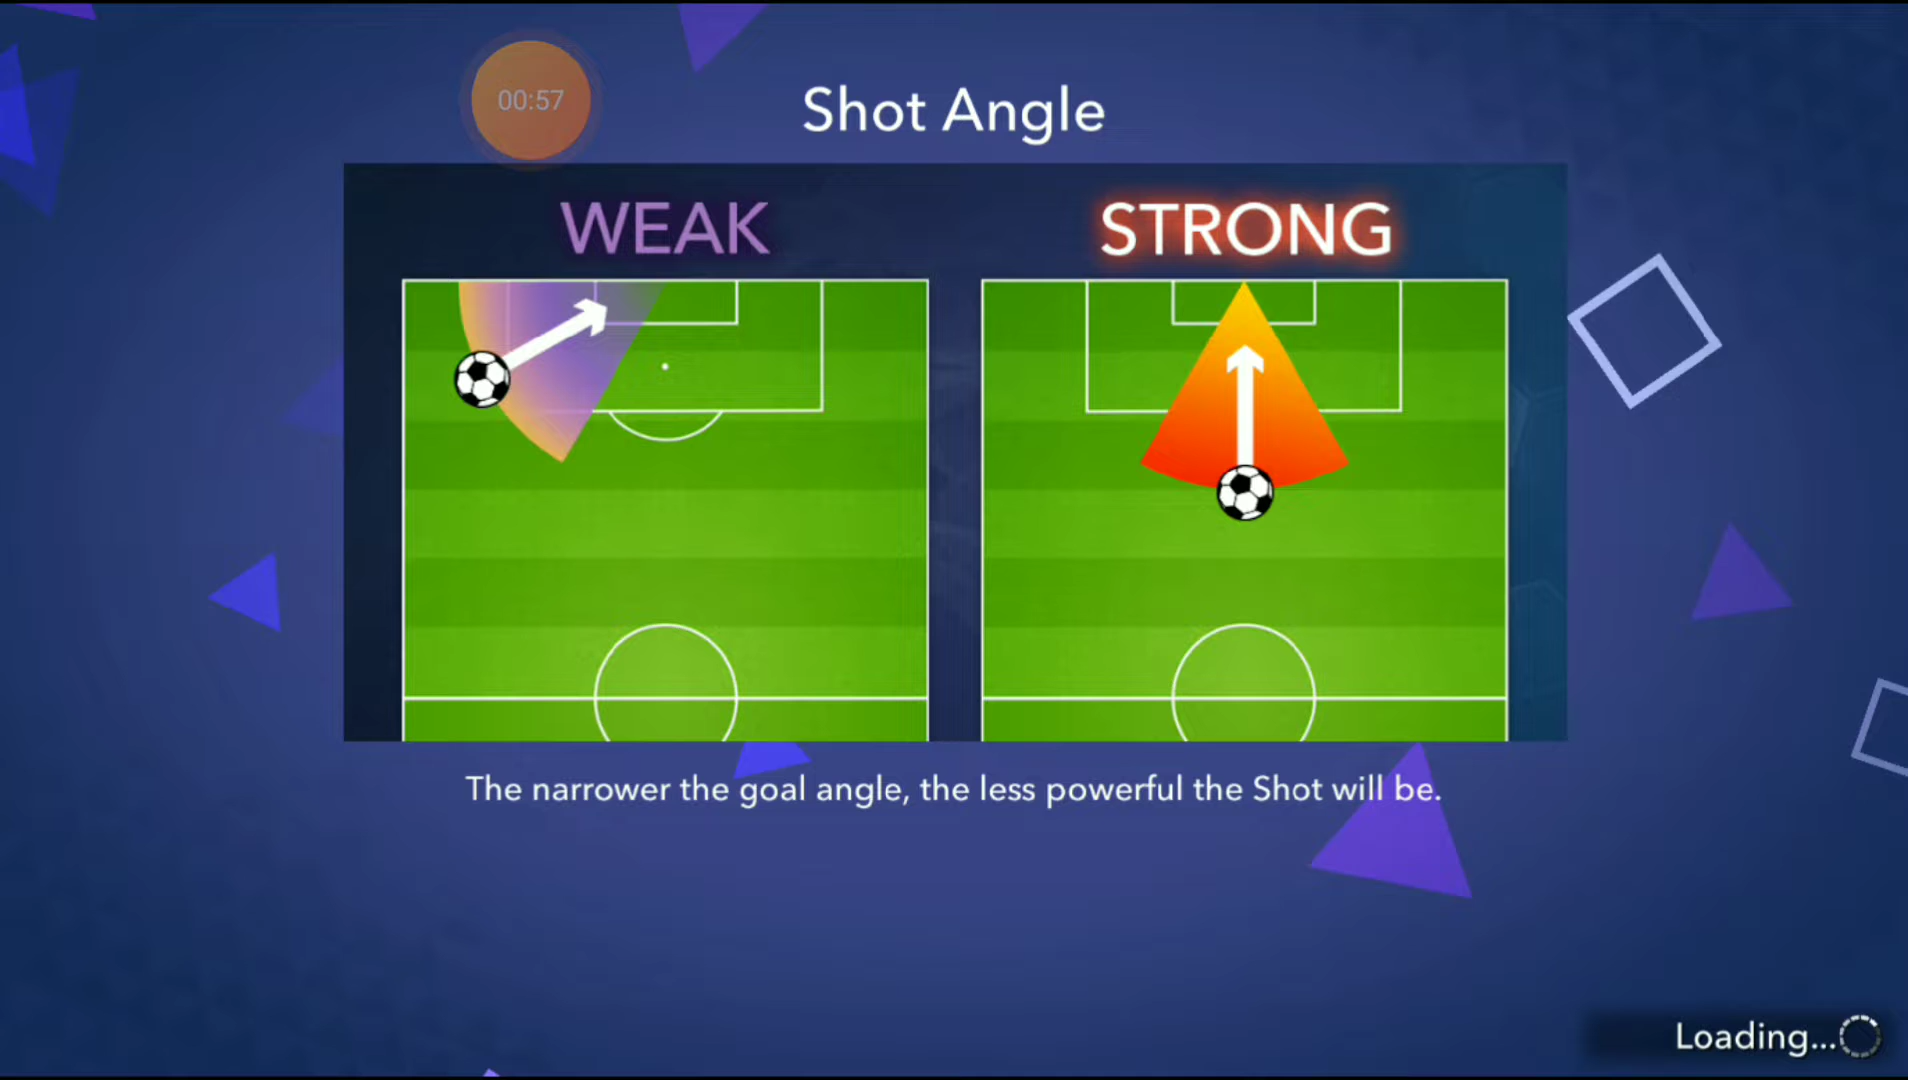 00:57
Shot Angle
WEAK
STRONG
The narrower the goal angle, the less powerful the Shot will be.
Loading...